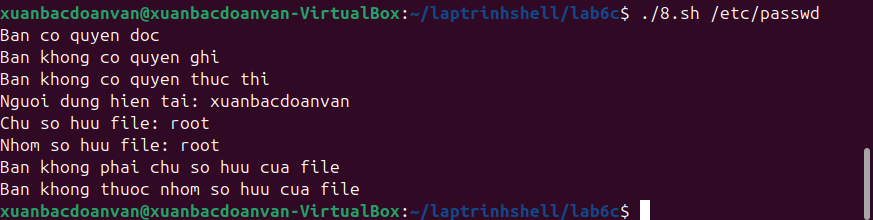 xuanbacdoanvan@xuanbacdoanvan-VirtualBox:~/laptrinhshell/lab6c$ ./8.sh /etc/passwd
Ban co quyen doc
Ban khong co quyen ghi
Ban khong co quyen thuc thi
Nguoi dung hien tai: xuanbacdoanvan
Chu so huu file: root
Nhom so huu file: root
Ban khong phai chu so huu cua file
Ban khong thuoc nhom so huu cua file
xuanbacdoanvan@xuanbacdoanvan-VirtualBox:~/laptrinhshell/lab6c$